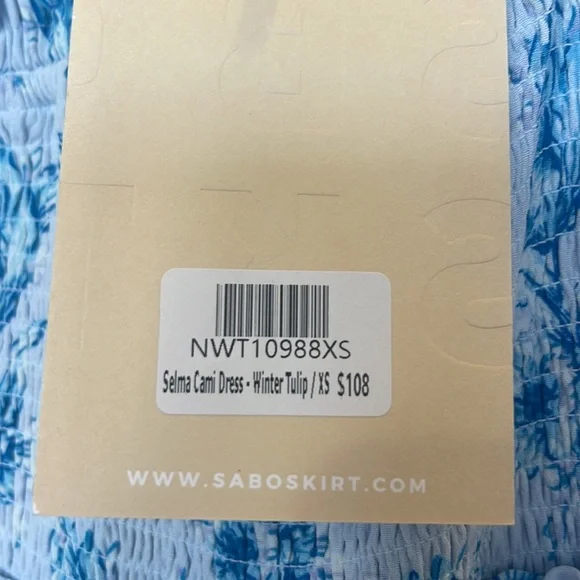 NWT10988XS
Selma Cami Dress - Winter Tulip / XS $108
WWW.SABOSKIRT.COM